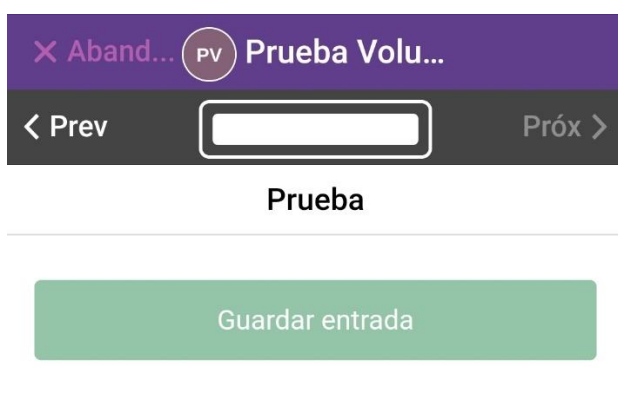 × Aband... PV Prueba Volu...
< Prev Próx >
Prueba
Guardar entrada